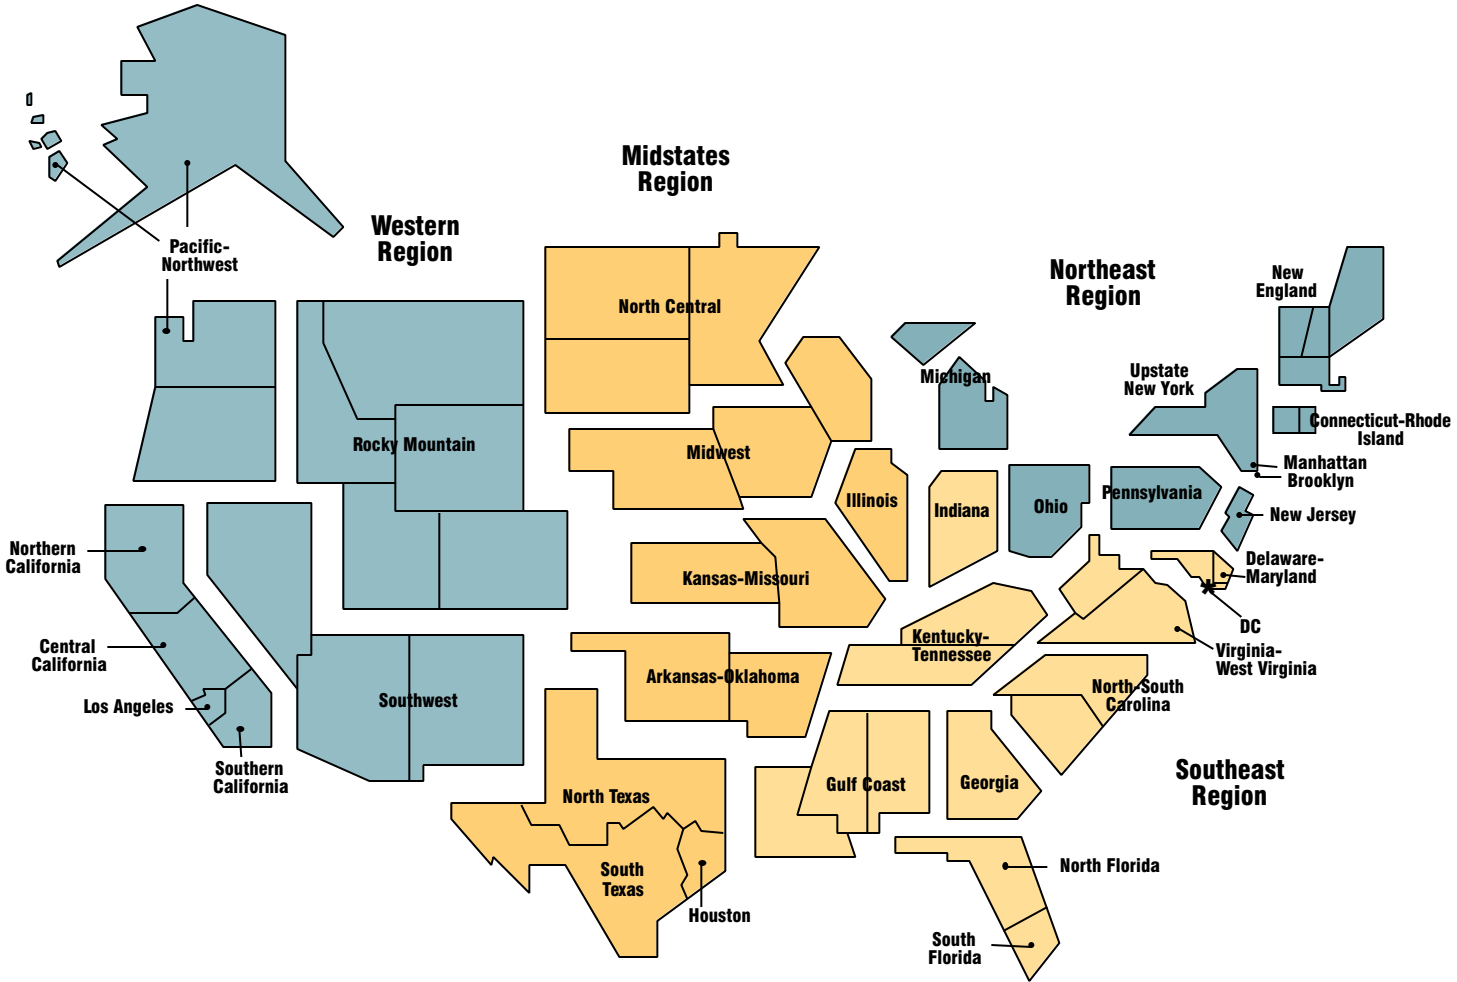 Midstates
Region
Western
Region
Pacific-
Northwest
Northeast
Region
New
England
North Central
Michigan
Upstate
New York
Connecticut-Rhode
Island
Rocky Mountain
Midwest
Manhattan
Brooklyn
Illinois
Indiana
Ohio
Pennsylvania
New Jersey
Northern
California
Kansas-Missouri
Delaware-
Maryland
DC
Central
California
Kentucky-
Tennessee
Virginia-
West Virginia
Arkansas-Oklahoma
Los Angeles
Southwest
North-South
Carolina
Southern
California
North Texas
Gulf Coast
Georgia
Southeast
Region
South
Texas
Houston
North Florida
South
Florida